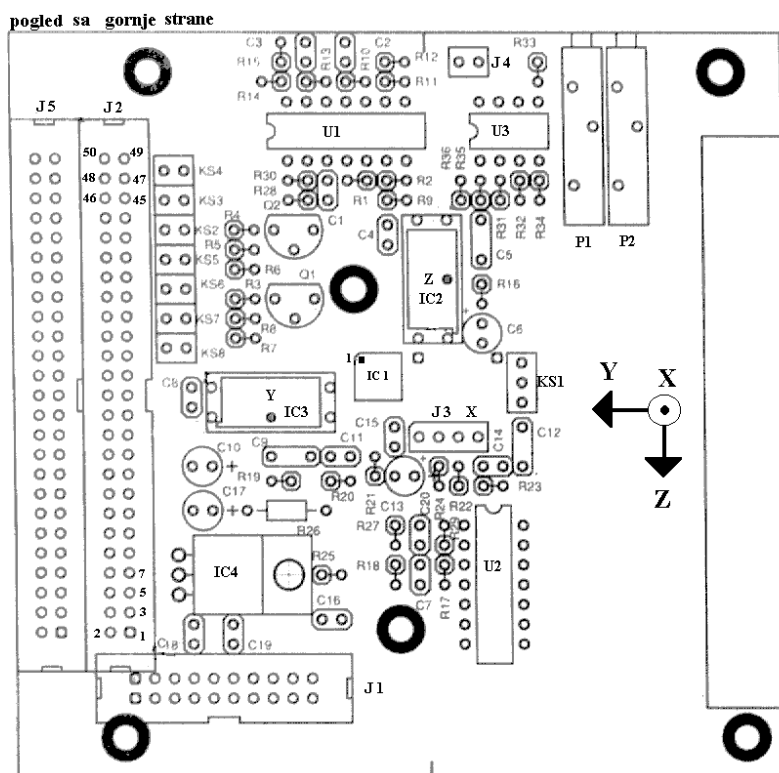 pogled sa gornje strane
C3 C2
R15 R13 R10 R12 J4 R33
R14 R11
J5 J2 U1 U3
50 49
48 47
46 45
KS4
KS3
KS2
KS5
KS6
KS7
KS8
R30 R2 R36 R35
R28 R1 R9 R31 R32 R34
Q2 C1
R4 C4
R5 C5
R6 Z
Q1 IC2 R16
R3
R8
R7
C6
P1 P2
1 IC1
KS1
Y X
Z
C8 Y IC3
C15 J3 X
C10 C9 C11 C14 C12
R19 R20 R21
C17 C13 C20 R24 R22 R23
R26 R27 R29
IC4 R25 R18 U2
C7 R17
C16
7
5
3
2 1
C18 C19
J1